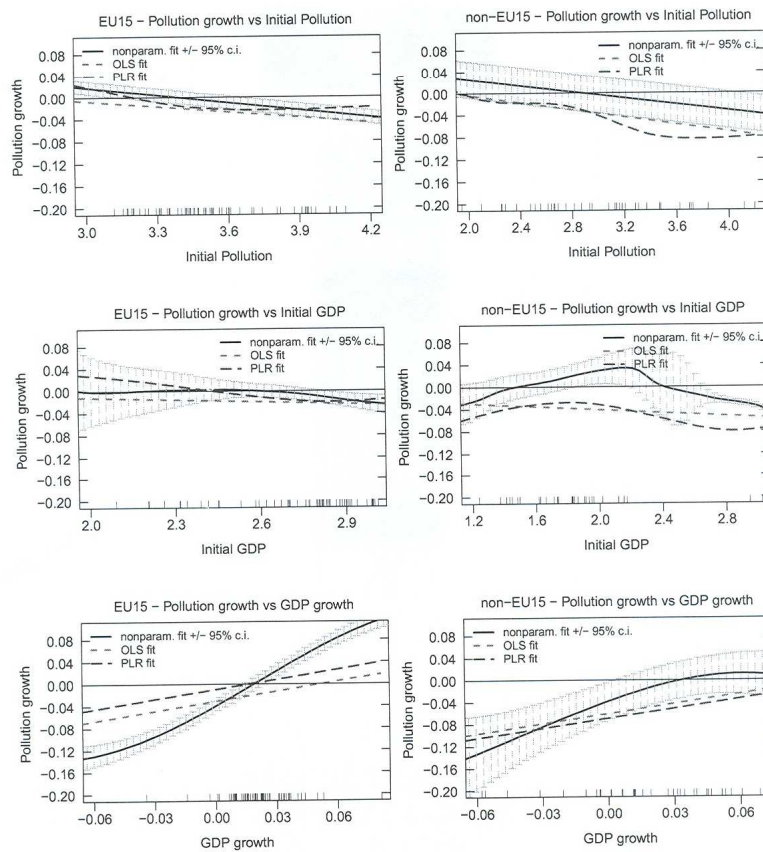 EU15 − Pollution growth vs Initial Pollution
nonparam. fit +/− 95% c.i.
OLS fit
PLR fit
Pollution growth
0.08
0.04
0.00
−0.04
−0.08
−0.12
−0.16
−0.20
3.0 3.3 3.6 3.9 4.2
Initial Pollution
non−EU15 − Pollution growth vs Initial Pollution
nonparam. fit +/− 95% c.i.
OLS fit
PLR fit
Pollution growth
0.08
0.04
0.00
−0.04
−0.08
−0.12
−0.16
−0.20
2.0 2.4 2.8 3.2 3.6 4.0
Initial Pollution
EU15 − Pollution growth vs Initial GDP
nonparam. fit +/− 95% c.i.
OLS fit
PLR fit
Pollution growth
0.08
0.04
0.00
−0.04
−0.08
−0.12
−0.16
−0.20
2.0 2.3 2.6 2.9
Initial GDP
non−EU15 − Pollution growth vs Initial GDP
nonparam. fit +/− 95% c.i.
OLS fit
PLR fit
Pollution growth
0.08
0.04
0.00
−0.04
−0.08
−0.12
−0.16
−0.20
1.2 1.6 2.0 2.4 2.8
Initial GDP
EU15 − Pollution growth vs GDP growth
nonparam. fit +/− 95% c.i.
OLS fit
PLR fit
Pollution growth
0.08
0.04
0.00
−0.04
−0.08
−0.12
−0.16
−0.20
−0.06 −0.03 0.00 0.03 0.06
GDP growth
non−EU15 − Pollution growth vs GDP growth
nonparam. fit +/− 95% c.i.
OLS fit
PLR fit
Pollution growth
0.08
0.04
0.00
−0.04
−0.08
−0.12
−0.16
−0.20
−0.06 −0.03 0.00 0.03 0.06
GDP growth